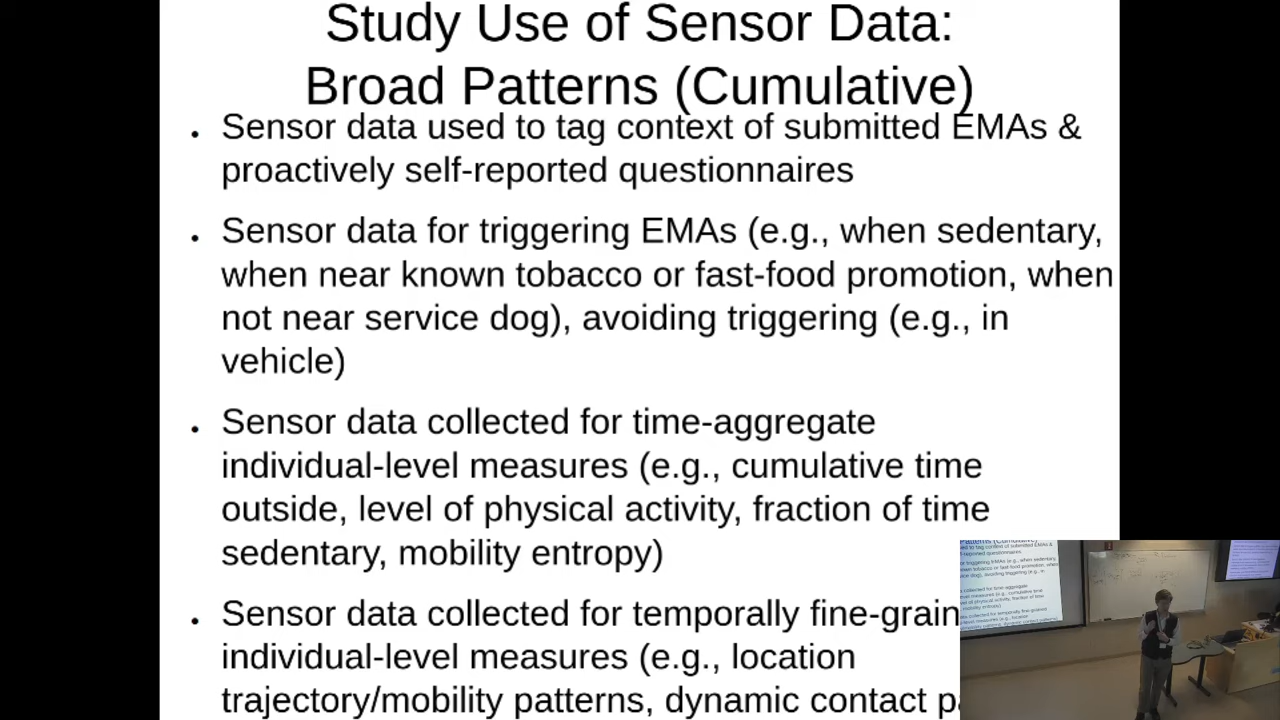 Study Use of Sensor Data:
Broad Patterns (Cumulative)
• Sensor data used to tag context of submitted EMAs &
proactively self-reported questionnaires
• Sensor data for triggering EMAs (e.g., when sedentary,
when near known tobacco or fast-food promotion, when
not near service dog), avoiding triggering (e.g., in
vehicle)
• Sensor data collected for time-aggregate
individual-level measures (e.g., cumulative time
outside, level of physical activity, fraction of time
sedentary, mobility entropy)
• Sensor data collected for temporally fine-grain
individual-level measures (e.g., location
trajectory/mobility patterns, dynamic contact